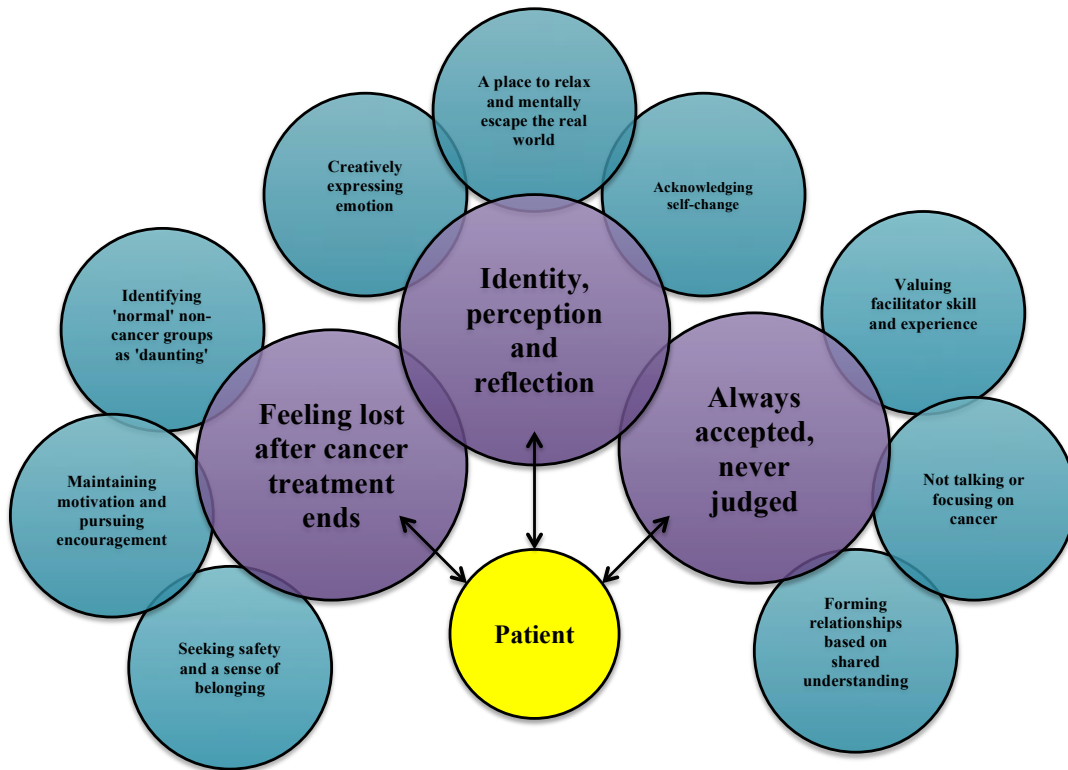 A place to relax
and mentally
escape the real
world
Creatively
expressing
emotion
Acknowledging
self-change
Identity,
perception
and
reflection
Identifying
'normal' non-
cancer groups
as 'daunting'
Valuing
facilitator skill
and experience
Feeling lost
after cancer
treatment
ends
Always
accepted,
never
judged
Maintaining
motivation and
pursuing
encouragement
Not talking or
focusing on
cancer
Seeking safety
and a sense of
belonging
Patient
Forming
relationships
based on
shared
understanding